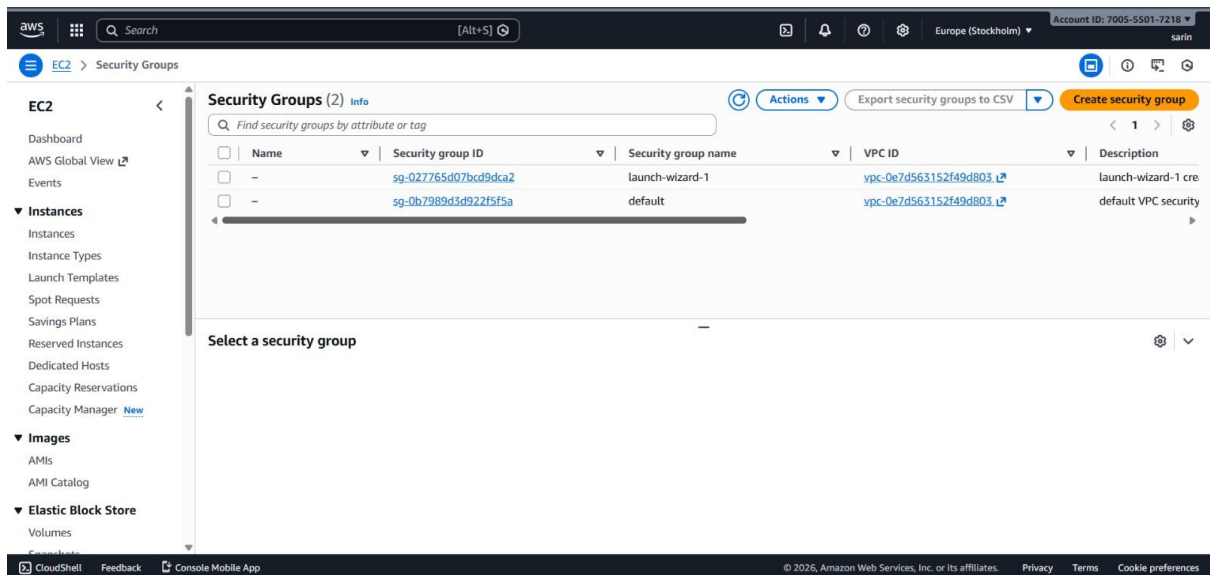 aws Search [Alt+S] Europe (Stockholm) Account ID: 7005-5501-7218
sarin
EC2 > Security Groups
EC2
Dashboard
AWS Global View
Events
Instances
Instances
Instance Types
Launch Templates
Spot Requests
Savings Plans
Reserved Instances
Dedicated Hosts
Capacity Reservations
Capacity Manager New
Images
AMIs
AMI Catalog
Elastic Block Store
Volumes
Snapshots
Security Groups (2) Info Actions Export security groups to CSV Create security group
Find security groups by attribute or tag 1
Name Security group ID Security group name VPC ID Description
– sg-027765d07bcd9dca2 launch-wizard-1 vpc-0e7d563152f49d803 launch-wizard-1 cre
– sg-0b7989d3d922f5f5a default vpc-0e7d563152f49d803 default VPC security
Select a security group
CloudShell Feedback Console Mobile App © 2026, Amazon Web Services, Inc. or its affiliates. Privacy Terms Cookie preferences